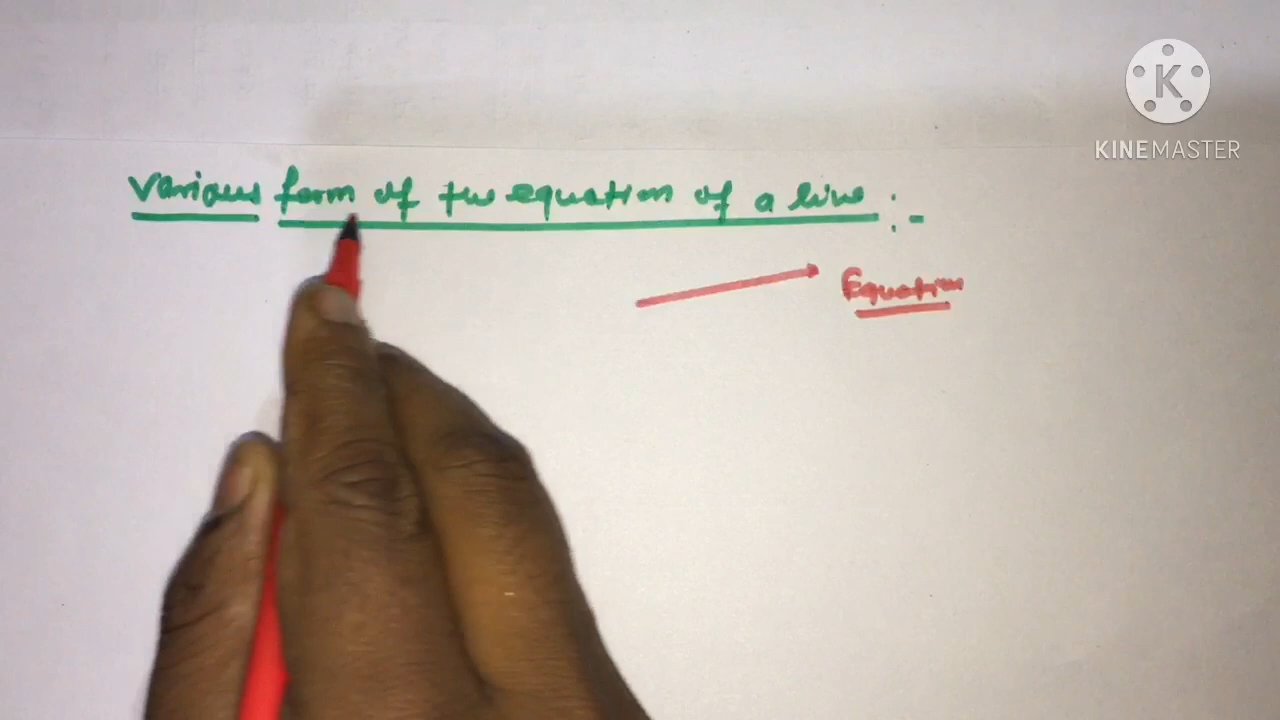 K
KINEMASTER
Various form of the equation of a line :-
Equation